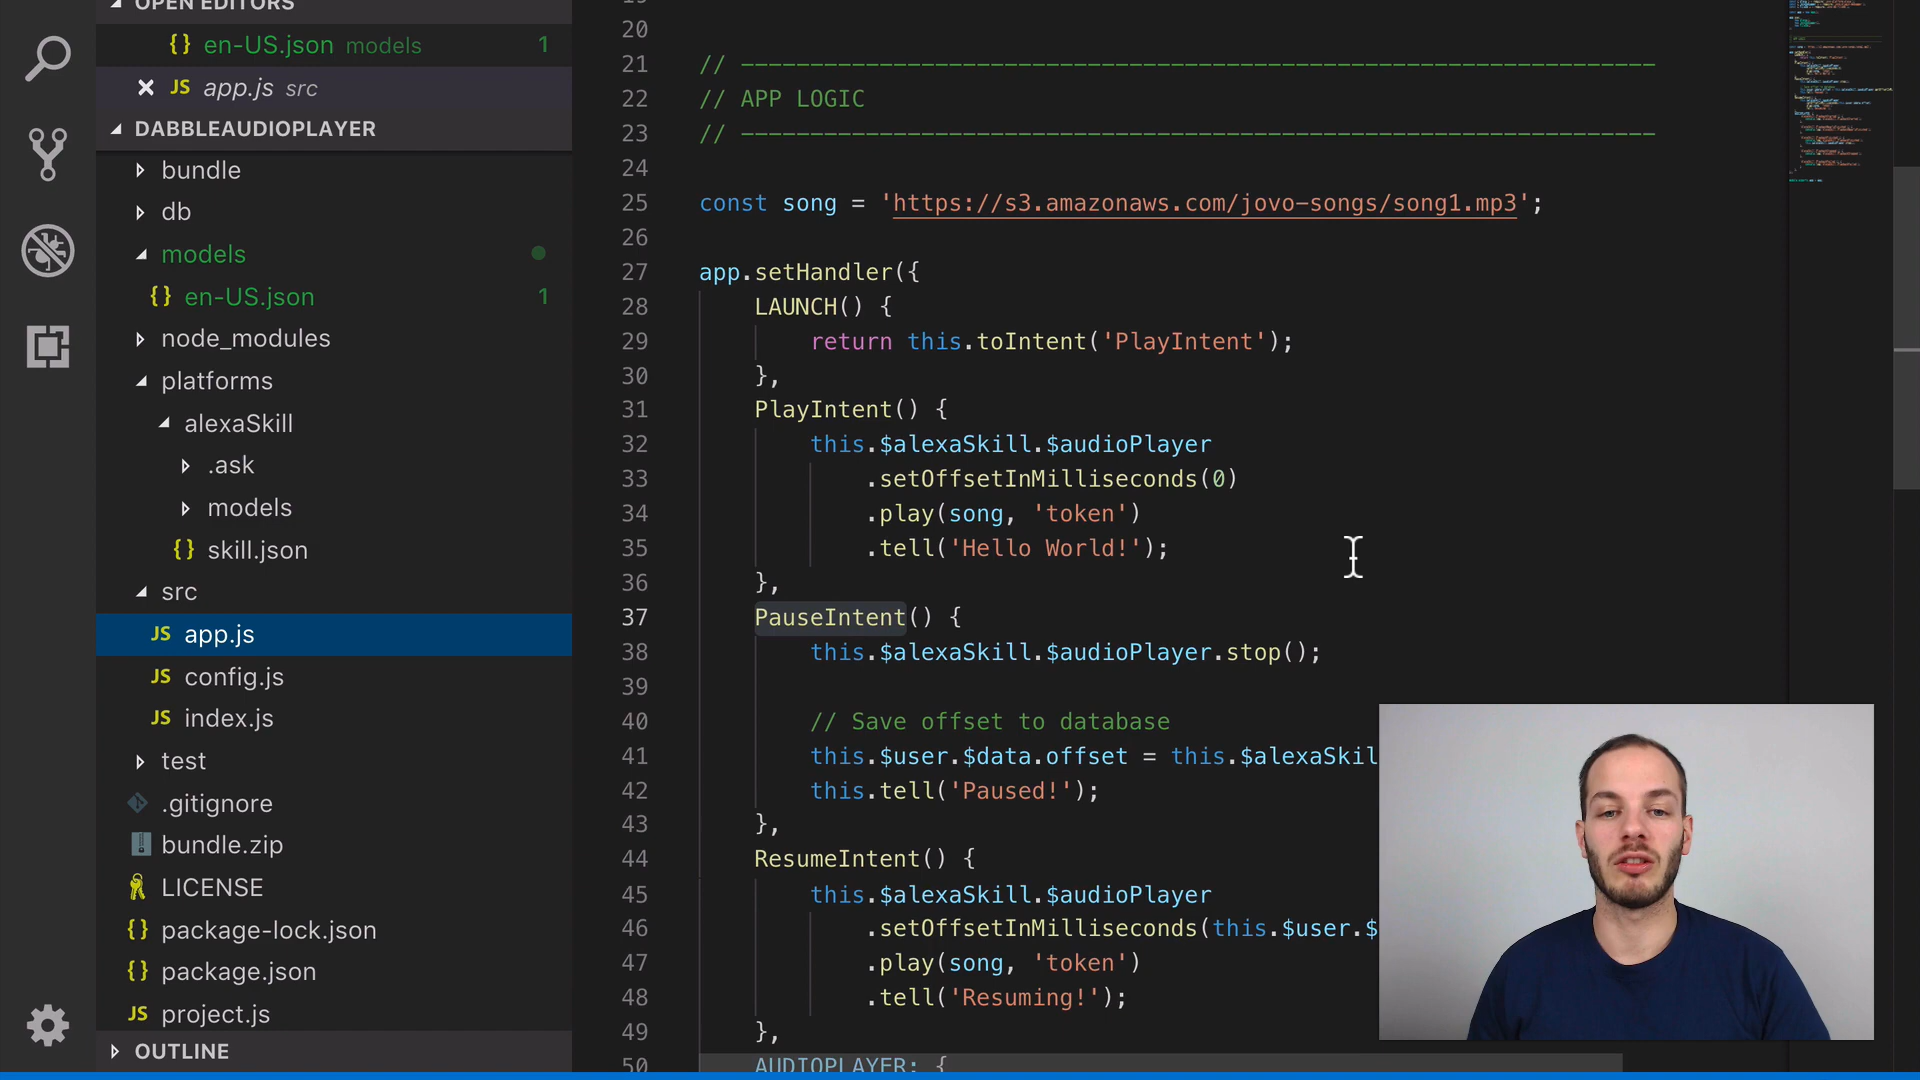 OPEN EDITORS
{} en-US.json models 1
JS app.js src
DABBLEAUDIOPLAYER
bundle
db
models
{} en-US.json 1
node_modules
platforms
alexaSkill
.ask
models
{} skill.json
src
JS app.js
JS config.js
JS index.js
test
.gitignore
bundle.zip
LICENSE
{} package-lock.json
{} package.json
JS project.js
OUTLINE
20
21 // ------------------------------------------------------------------
22 // APP LOGIC
23 // ------------------------------------------------------------------
24
25 const song = 'https://s3.amazonaws.com/jovo-songs/song1.mp3';
26
27 app.setHandler({
28 LAUNCH() {
29 return this.toIntent('PlayIntent');
30 },
31 PlayIntent() {
32 this.$alexaSkill.$audioPlayer
33 .setOffsetInMilliseconds(0)
34 .play(song, 'token')
35 .tell('Hello World!');
36 },
37 PauseIntent() {
38 this.$alexaSkill.$audioPlayer.stop();
39
40 // Save offset to database
41 this.$user.$data.offset = this.$alexaSkil
42 this.tell('Paused!');
43 },
44 ResumeIntent() {
45 this.$alexaSkill.$audioPlayer
46 .setOffsetInMilliseconds(this.$user.$
47 .play(song, 'token')
48 .tell('Resuming!');
49 },
50 AUDIOPLAYER: {